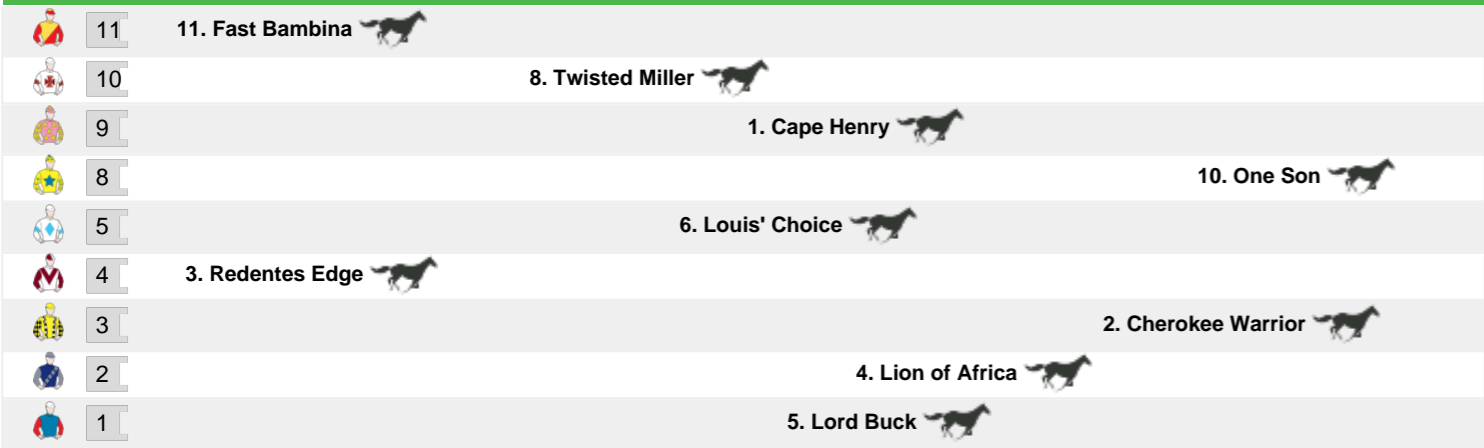 11 11. Fast Bambina
10 8. Twisted Miller
9 1. Cape Henry
8 10. One Son
5 6. Louis' Choice
4 3. Redentes Edge
3 2. Cherokee Warrior
2 4. Lion of Africa
1 5. Lord Buck